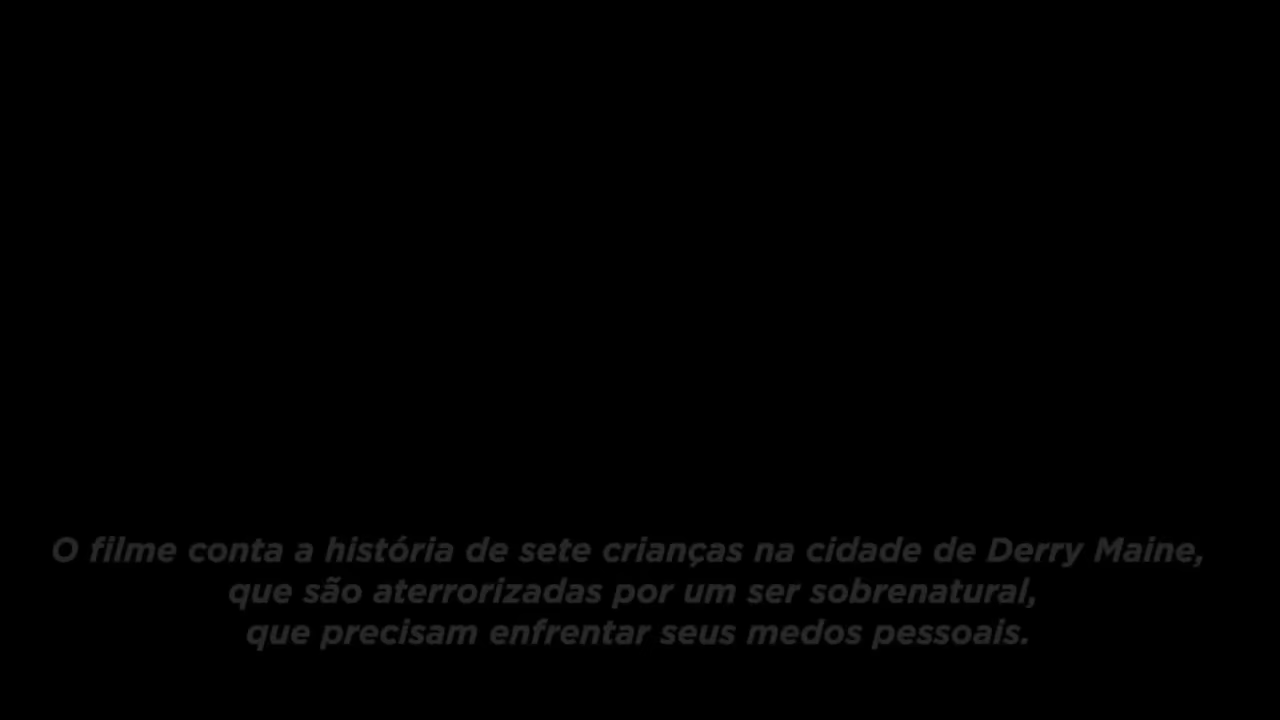 O filme conta a história de sete crianças na cidade de Derry Maine,
que são aterrorizadas por um ser sobrenatural,
que precisam enfrentar seus medos pessoais.